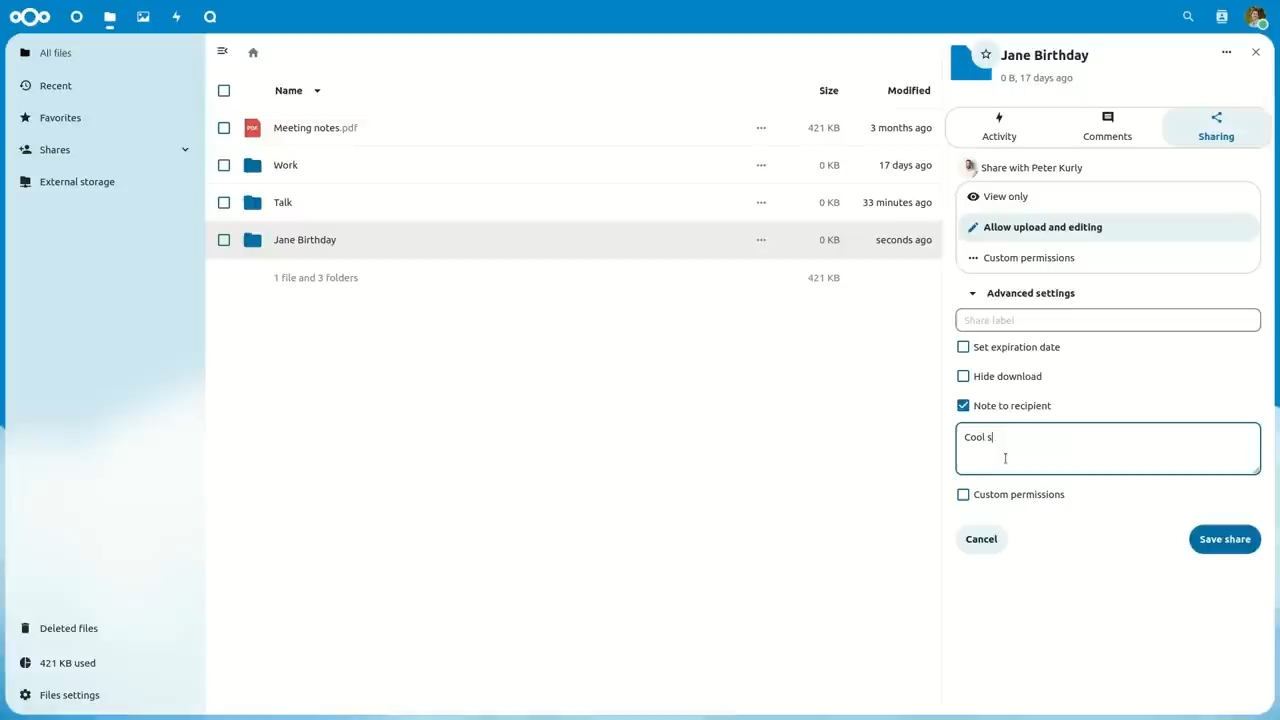 All files
Recent
Favorites
Shares
External storage
Deleted files
421 KB used
Files settings
Name Size Modified
PDF Meeting notes.pdf 421 KB 3 months ago
Work 0 KB 17 days ago
Talk 0 KB 33 minutes ago
Jane Birthday 0 KB seconds ago
1 file and 3 folders 421 KB
Jane Birthday
0 B, 17 days ago
Activity Comments Sharing
Share with Peter Kurly
View only
Allow upload and editing
Custom permissions
Advanced settings
Share label
Set expiration date
Hide download
Note to recipient
Cool s
Custom permissions
Cancel Save share